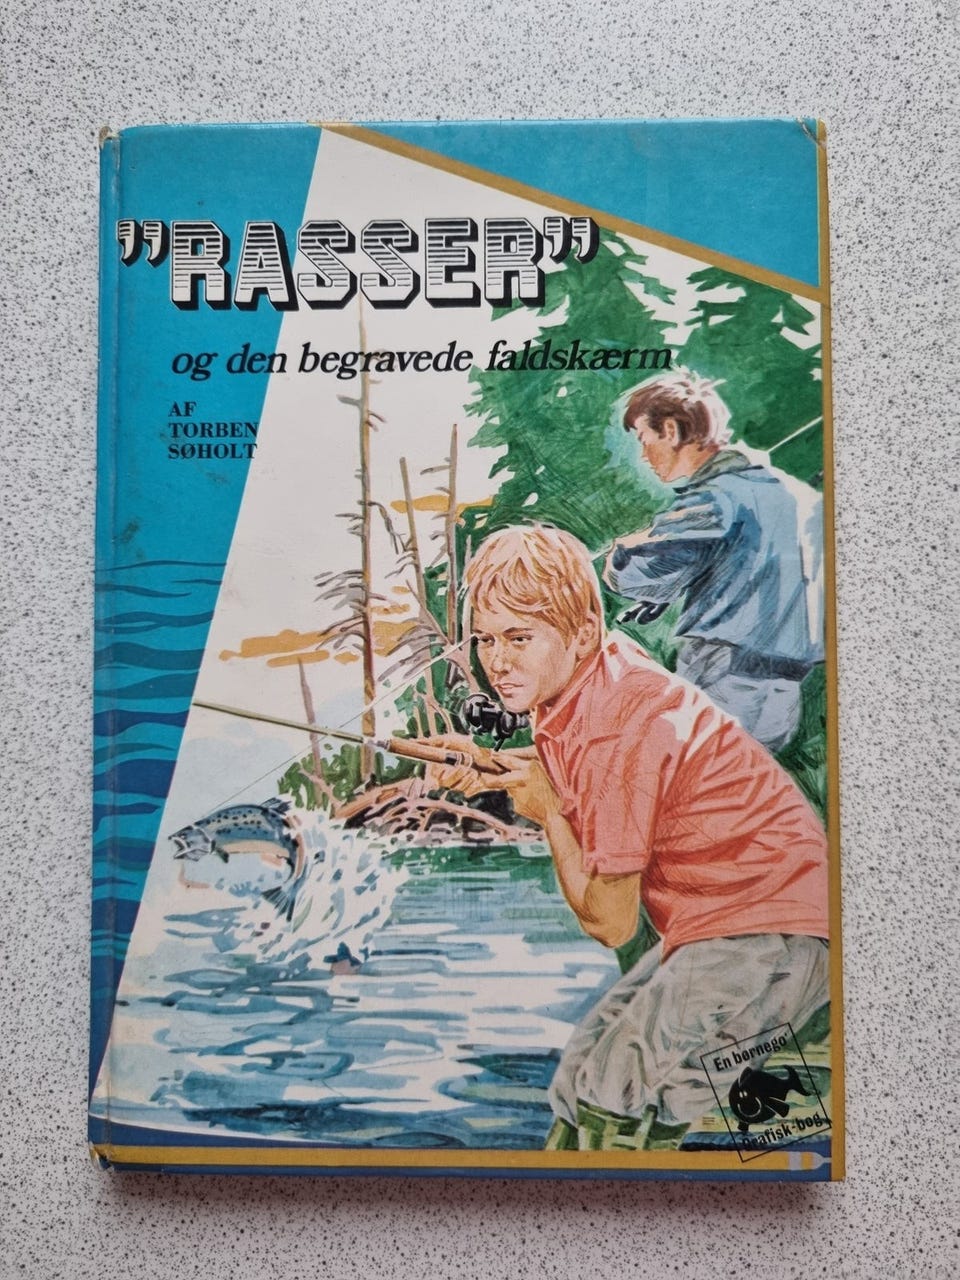 ”RASSER”
og den begravede faldskærm
AF
TORBEN
SØHOLT
En børnego'
Grafisk-bog